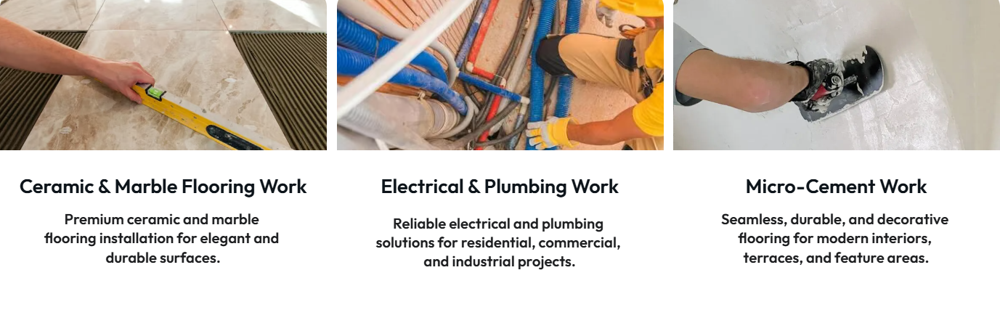 Ceramic & Marble Flooring Work
Premium ceramic and marble
flooring installation for elegant and
durable surfaces.
Electrical & Plumbing Work
Reliable electrical and plumbing
solutions for residential, commercial,
and industrial projects.
Micro-Cement Work
Seamless, durable, and decorative
flooring for modern interiors,
terraces, and feature areas.